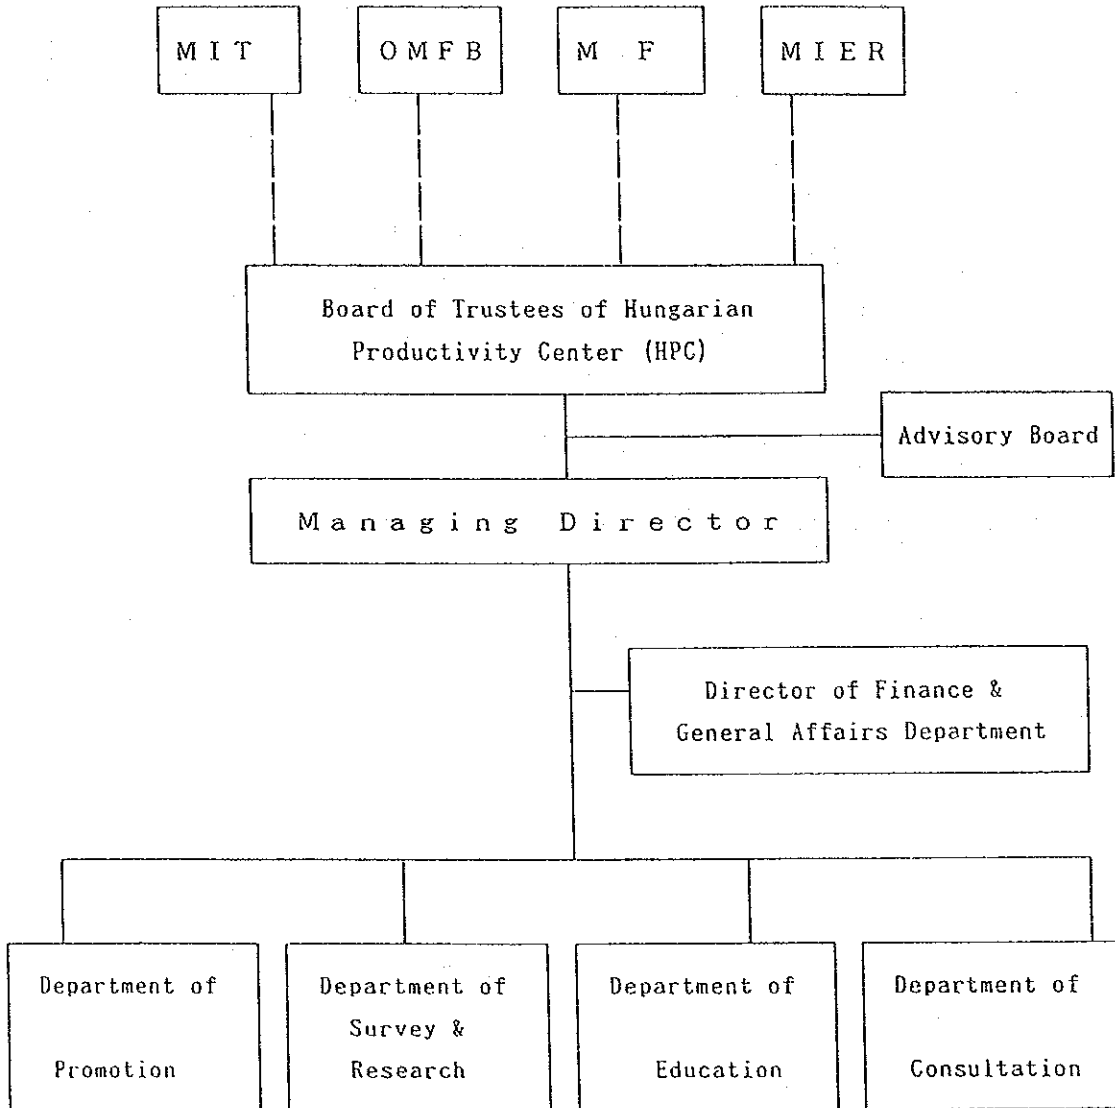 MIT
OMFB
M F
MIER
Board of Trustees of Hungarian
Productivity Center (HPC)
Advisory Board
Managing Director
Director of Finance &
General Affairs Department
Department of
Promotion
Department of
Survey &
Research
Department of
Education
Department of
Consultation